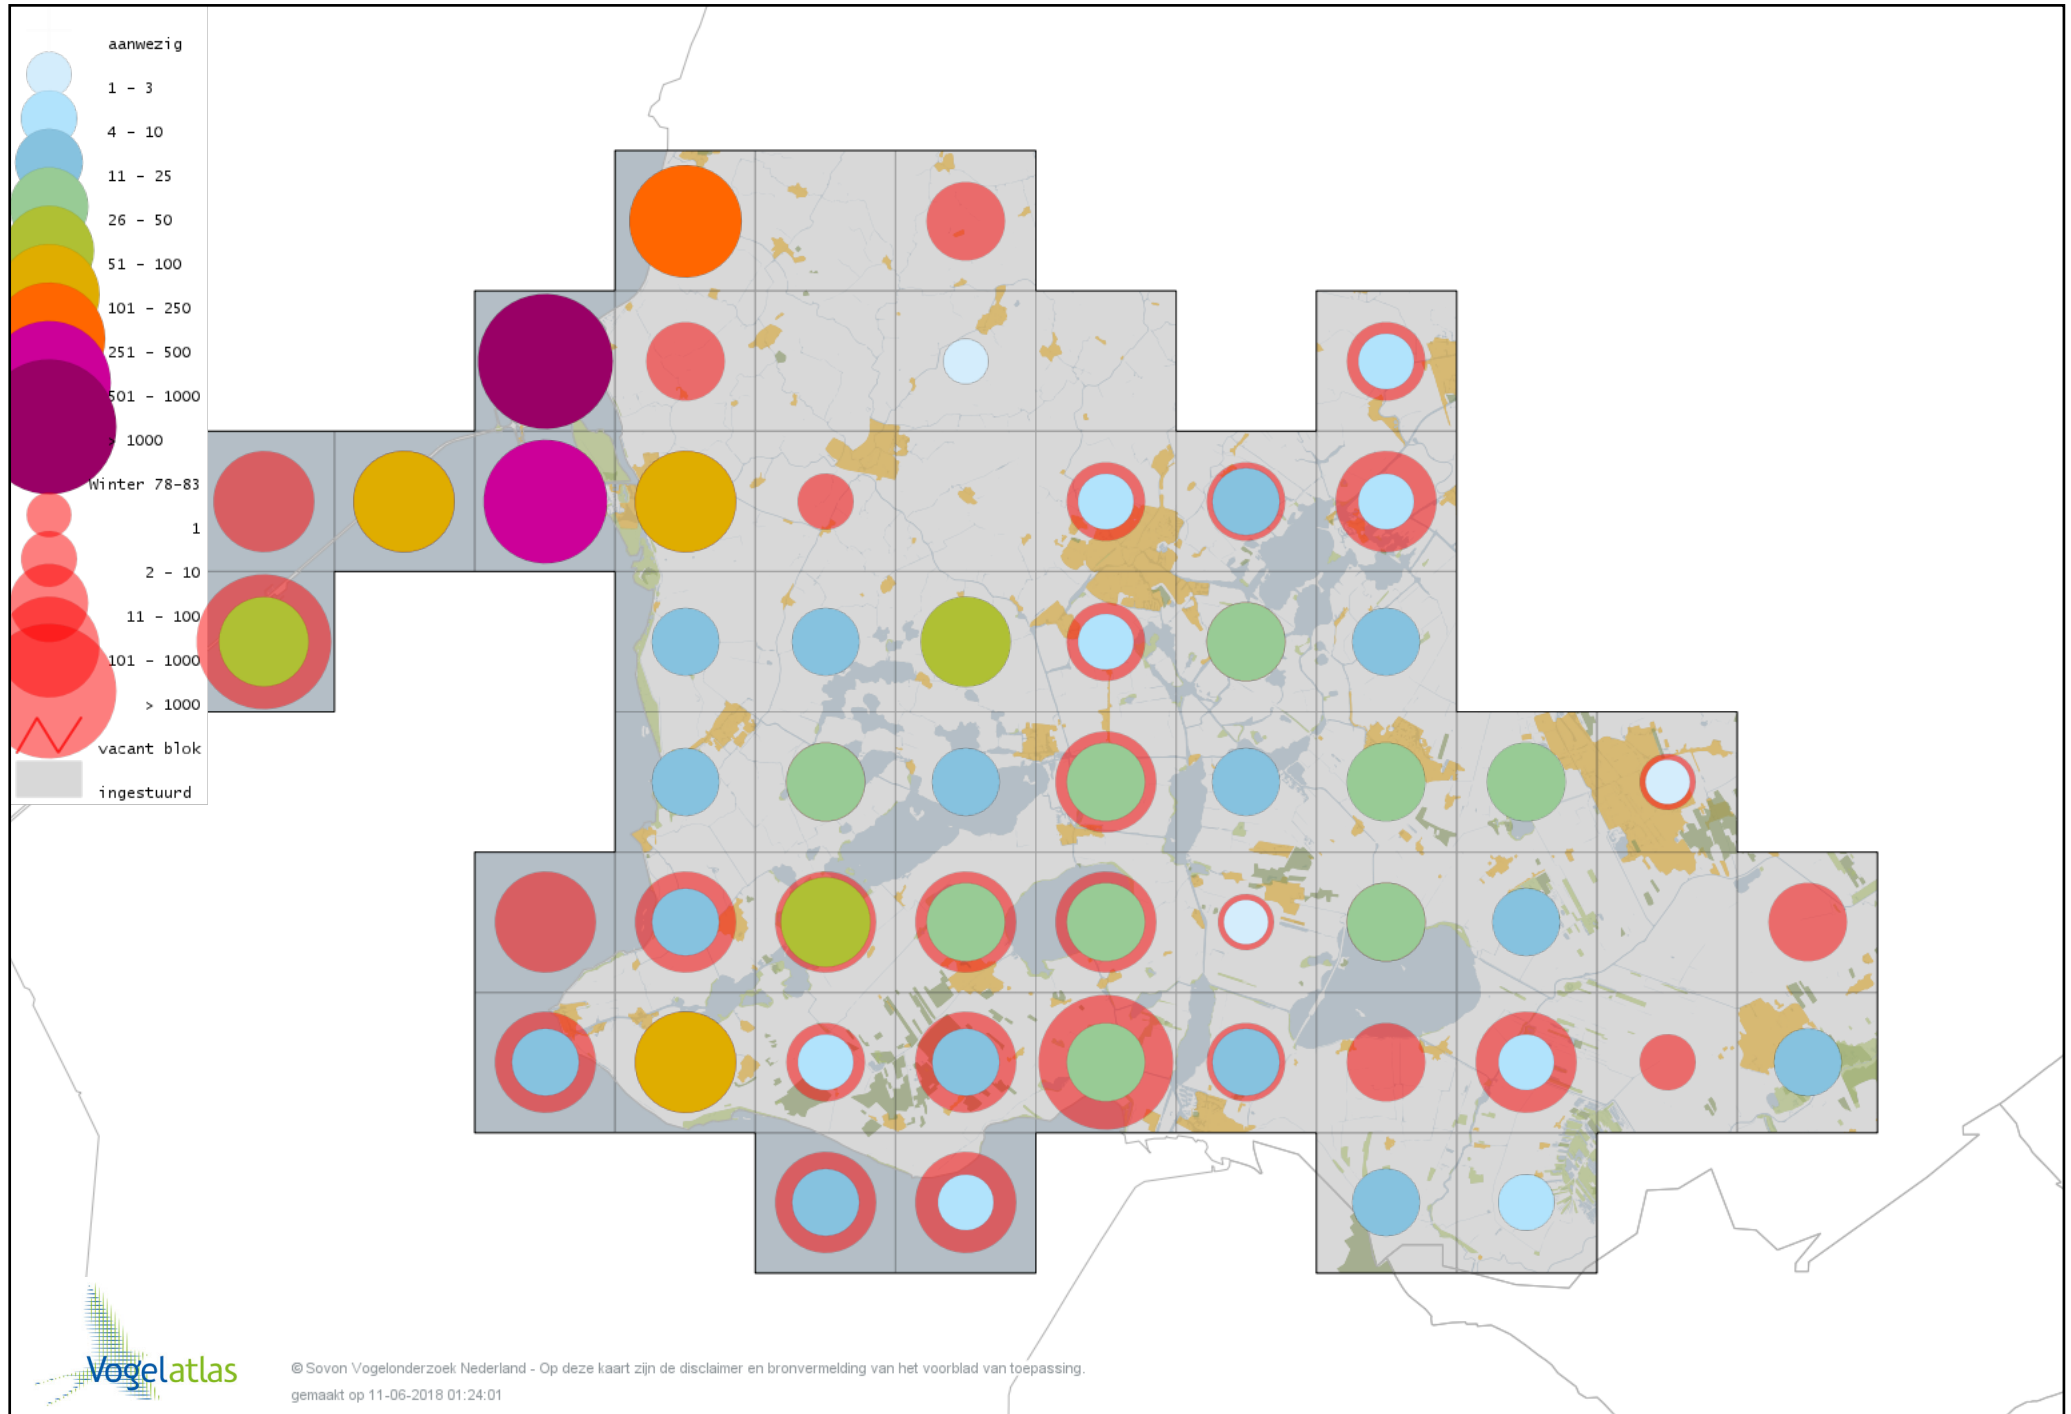 aanwezig
1 - 3
4 - 10
11 - 25
26 - 50
51 - 100
101 - 250
251 - 500
501 - 1000
> 1000
Winter 78-83
1
2 - 10
11 - 100
101 - 1000
> 1000
vacant blok
ingestuurd
Vogelatlas
© Sovon Vogelonderzoek Nederland - Op deze kaart zijn de disclaimer en bronvermelding van het voorblad van toepassing.
gemaakt op 11-06-2018 01:24:01